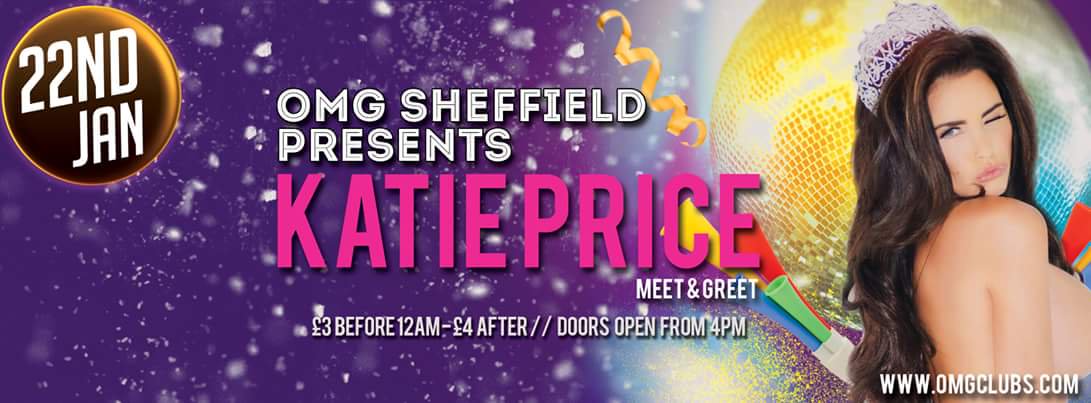 22ND
JAN
OMG SHEFFIELD
PRESENTS
KATIE PRICE
MEET & GREET
£3 BEFORE 12AM - £4 AFTER // DOORS OPEN FROM 4PM
WWW.OMGCLUBS.COM